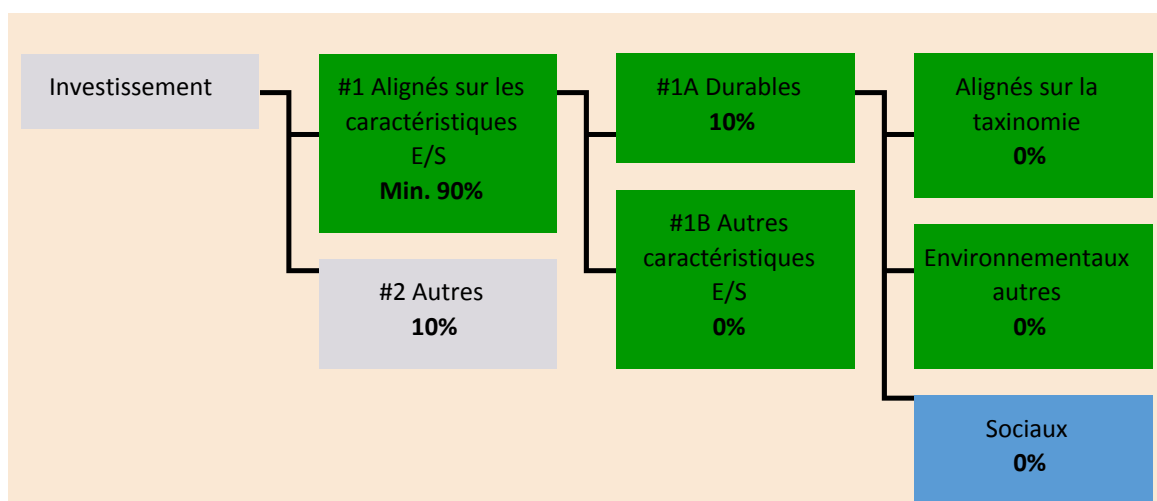 Investissement
#1 Alignés sur les
caractéristiques
E/S
Min. 90%
#2 Autres
10%
#1A Durables
10%
#1B Autres
caractéristiques
E/S
0%
Alignés sur la
taxinomie
0%
Environnementaux
autres
0%
Sociaux
0%